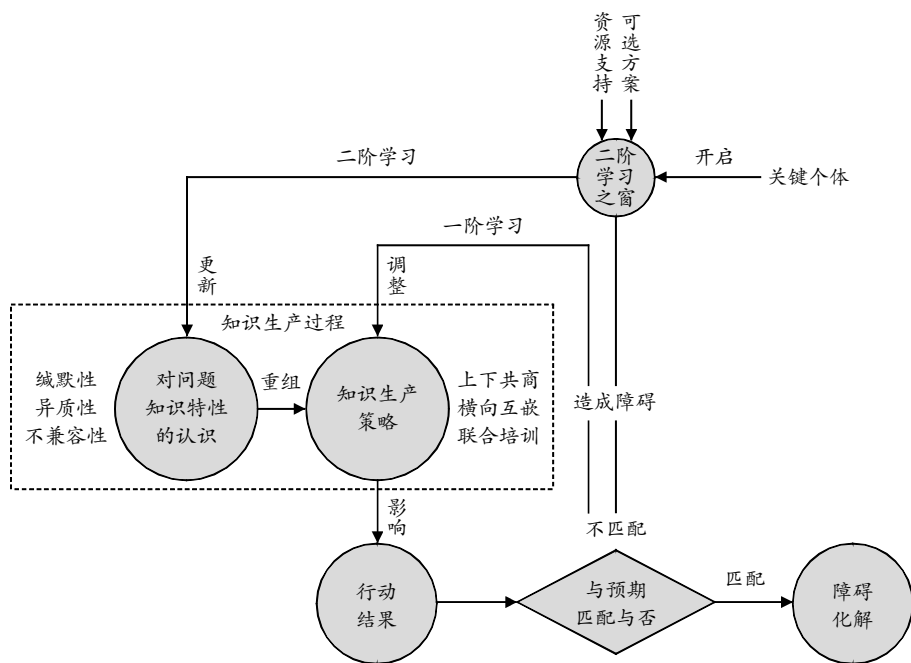 资源支持
可选方案
二阶
学习
之窗
开启
关键个体
二阶学习
一阶学习
更新
调整
知识生产过程
缄默性
异质性
不兼容性
对问题
知识特性
的认识
重组
知识生产
策略
上下共商
横向互嵌
联合培训
造成障碍
影响
不匹配
行动
结果
与预期
匹配与否
匹配
障碍
化解